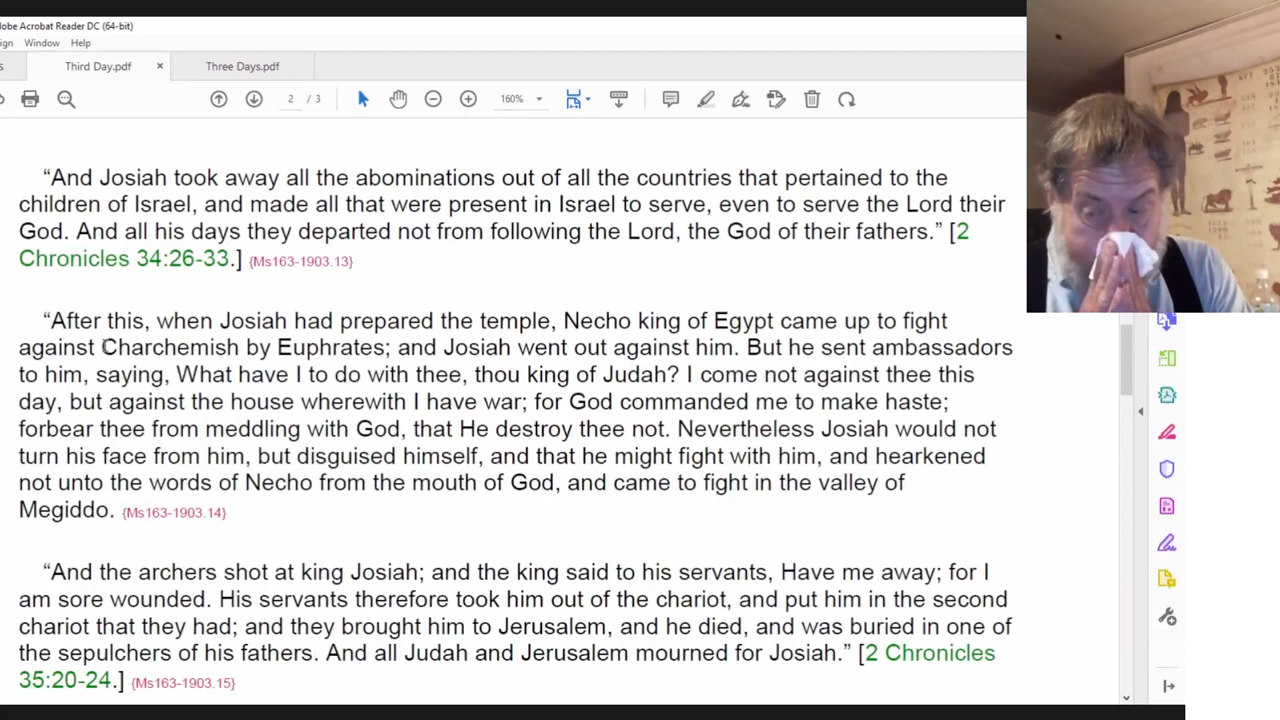 dobe Acrobat Reader DC (64-bit)
ign Window Help
s Third Day.pdf × Three Days.pdf
2 / 3 160%
“And Josiah took away all the abominations out of all the countries that pertained to the
children of Israel, and made all that were present in Israel to serve, even to serve the Lord their
God. And all his days they departed not from following the Lord, the God of their fathers.” [2
Chronicles 34:26-33.] {Ms163-1903.13}
“After this, when Josiah had prepared the temple, Necho king of Egypt came up to fight
against Charchemish by Euphrates; and Josiah went out against him. But he sent ambassadors
to him, saying, What have I to do with thee, thou king of Judah? I come not against thee this
day, but against the house wherewith I have war; for God commanded me to make haste;
forbear thee from meddling with God, that He destroy thee not. Nevertheless Josiah would not
turn his face from him, but disguised himself, and that he might fight with him, and hearkened
not unto the words of Necho from the mouth of God, and came to fight in the valley of
Megiddo. {Ms163-1903.14}
“And the archers shot at king Josiah; and the king said to his servants, Have me away; for I
am sore wounded. His servants therefore took him out of the chariot, and put him in the second
chariot that they had; and they brought him to Jerusalem, and he died, and was buried in one of
the sepulchers of his fathers. And all Judah and Jerusalem mourned for Josiah.” [2 Chronicles
35:20-24.] {Ms163-1903.15}